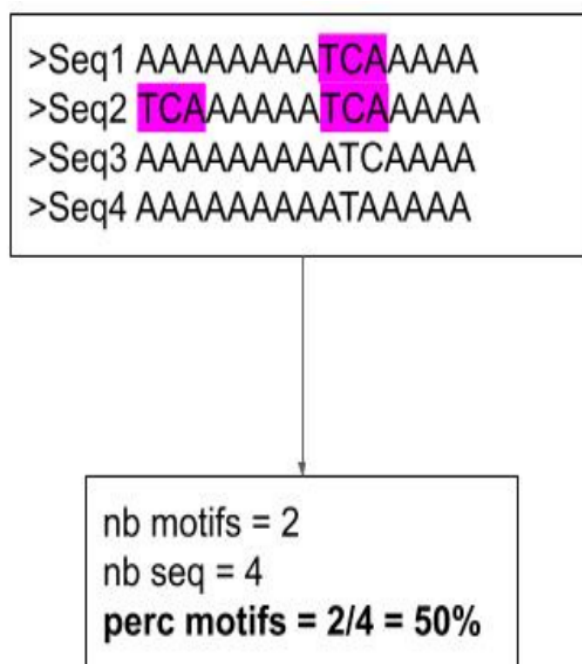 >Seq1 AAAAAAAATCAAAAA
>Seq2 TCAAAAAATCAAAAA
>Seq3 AAAAAAAAATCAAAA
>Seq4 AAAAAAAAATAAAAA
nb motifs = 2
nb seq = 4
perc motifs = 2/4 = 50%